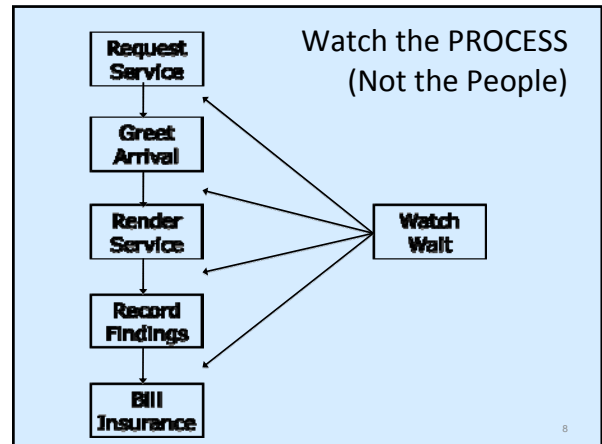 Watch the PROCESS
(Not the People)
Request
Service
Greet
Arrival
Render
Service
Record
Findings
Bill
Insurance
Watch
Wait
8